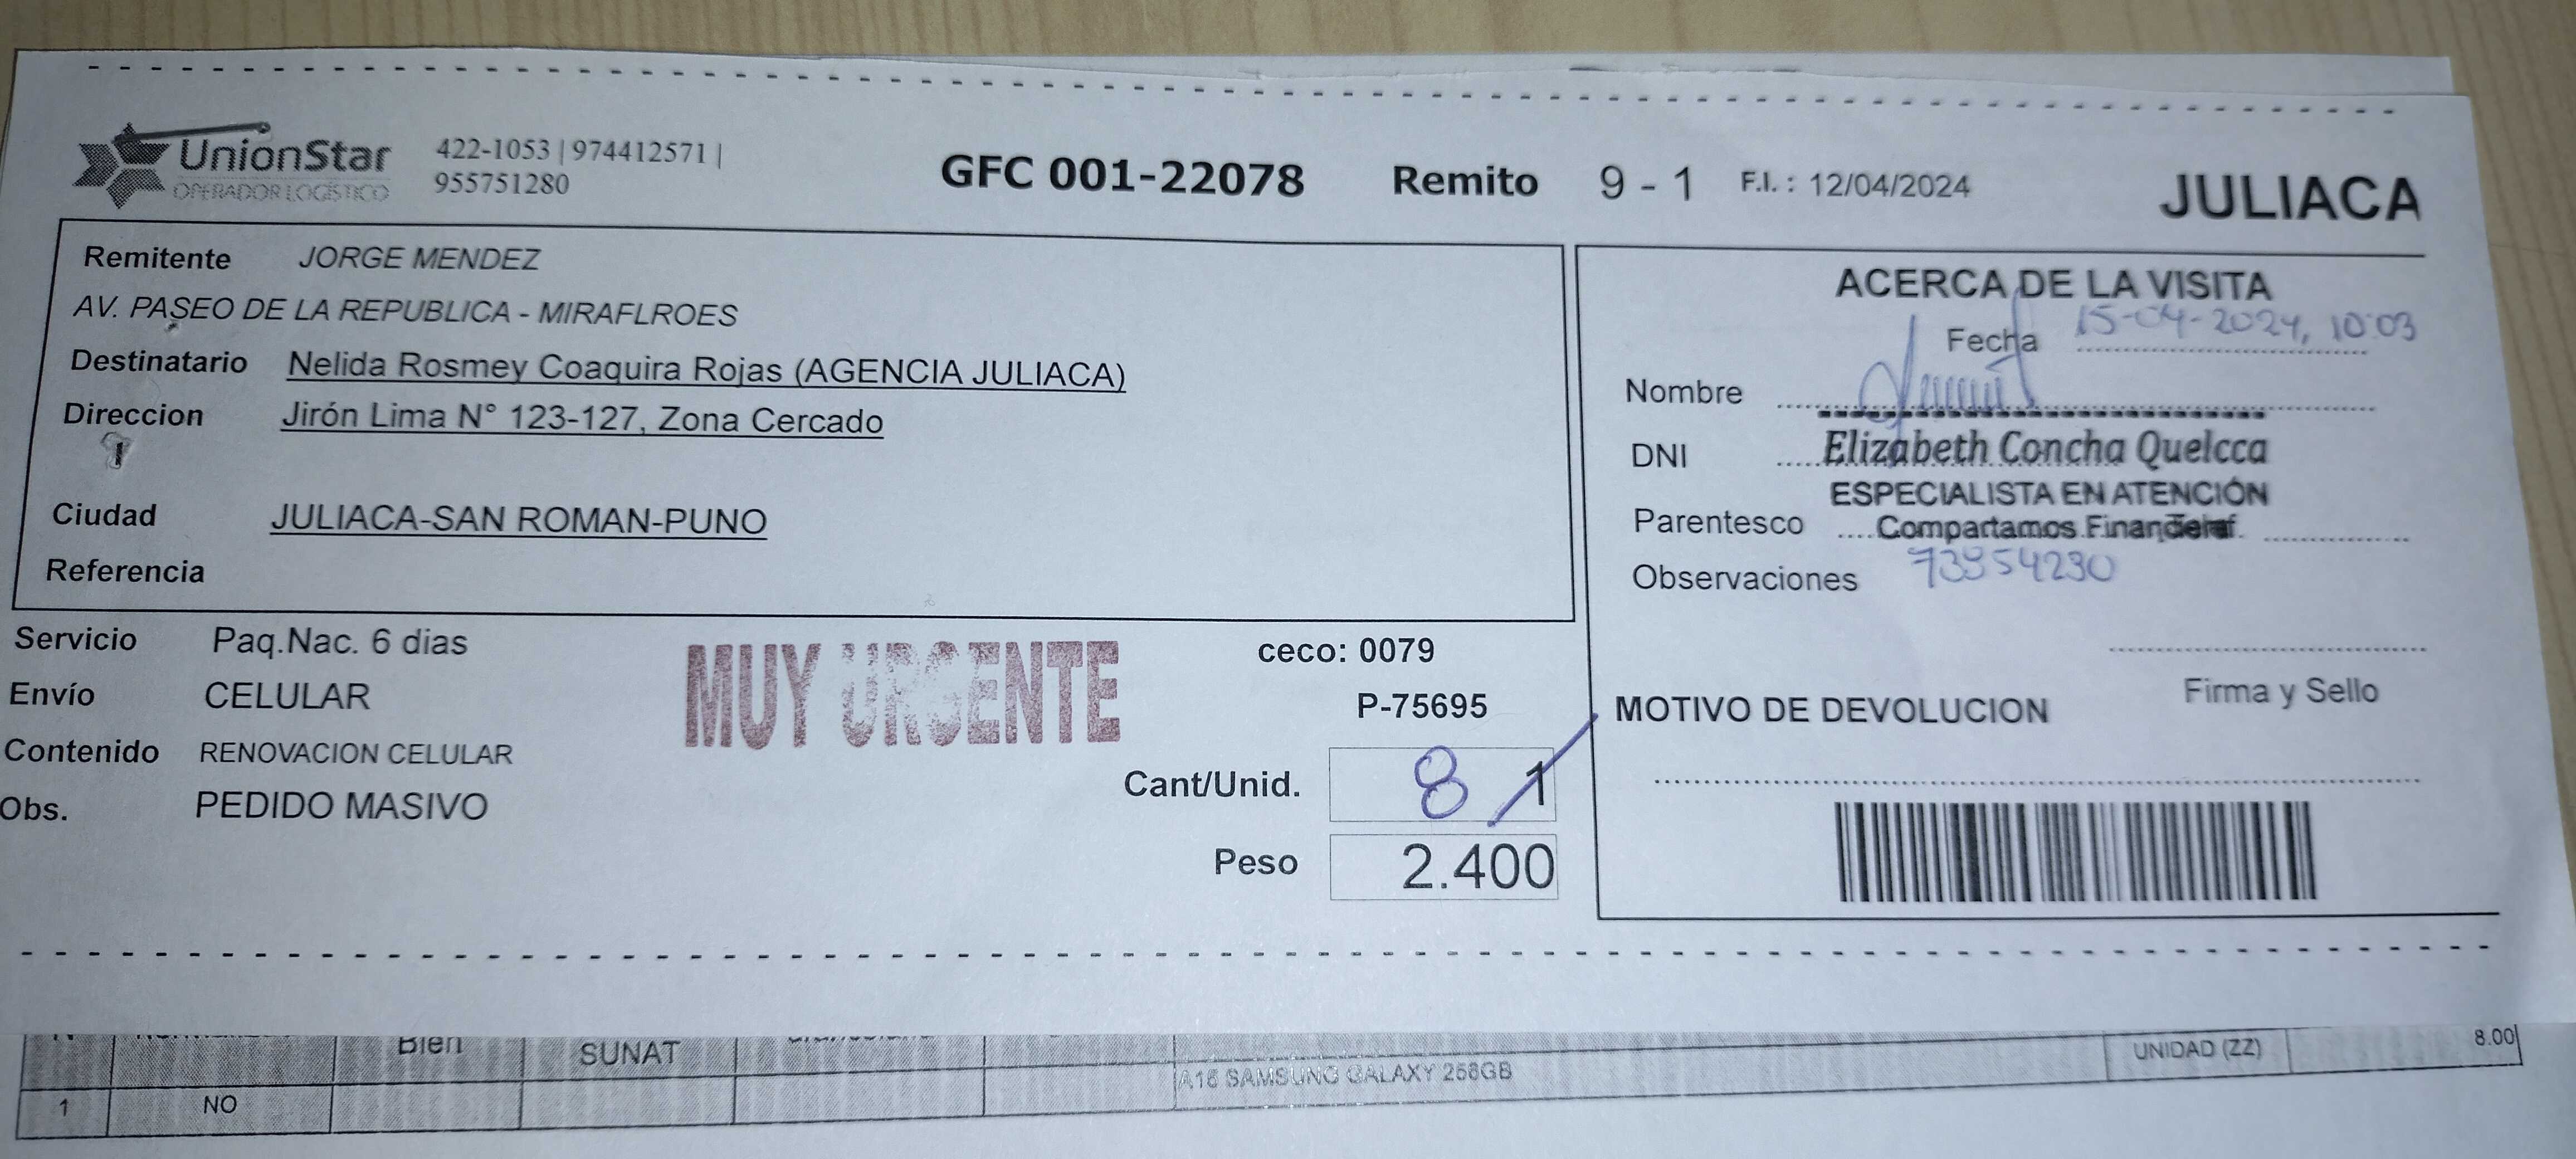 UnionStar
OPERADOR LOGÍSTICO
422-1053 | 974412571 |
955751280
GFC 001-22078 Remito 9 - 1 F.I. : 12/04/2024 JULIACA
Remitente JORGE MENDEZ
AV. PASEO DE LA REPUBLICA - MIRAFLROES
Destinatario Nelida Rosmey Coaquira Rojas (AGENCIA JULIACA)
Direccion Jirón Lima N° 123-127, Zona Cercado
Ciudad JULIACA-SAN ROMAN-PUNO
Referencia
Servicio Paq.Nac. 6 dias
Envío CELULAR
Contenido RENOVACION CELULAR
Obs. PEDIDO MASIVO
MUY URGENTE
ceco: 0079
P-75695
Cant/Unid. 8 1
Peso 2.400
ACERCA DE LA VISITA
Fecha 15-04-2024, 10:03
Nombre
DNI Elizabeth Concha Quelcca
ESPECIALISTA EN ATENCIÓN
Parentesco Compartamos
Observaciones 73954230
Firma y Sello
MOTIVO DE DEVOLUCION
Bien SUNAT UNIDAD (ZZ) 8.00
SAMSUNG GALAXY
1 NO